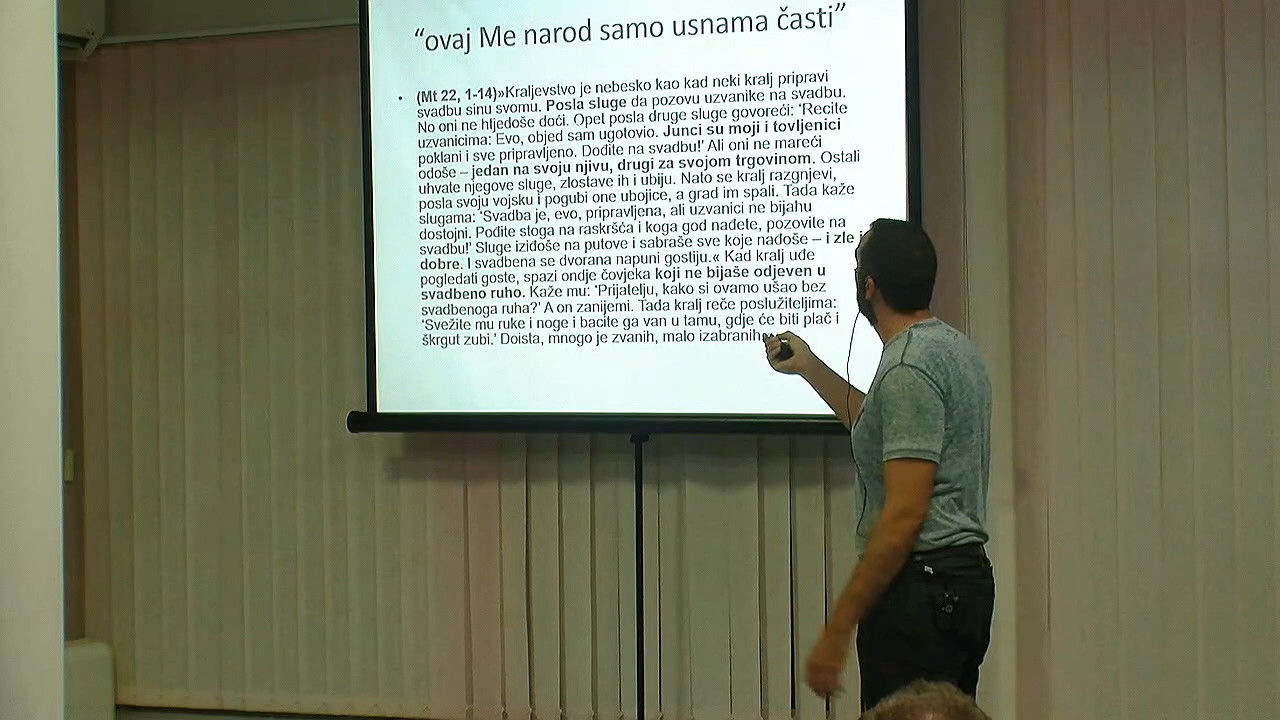 “ovaj Me narod samo usnama časti”
• (Mt 22, 1-14)»Kraljevstvo je nebesko kao kad neki kralj pripravi
svadbu sinu svomu. Posla sluge da pozovu uzvanike na svadbu.
No oni ne htjedoše doći. Opet posla druge sluge govoreći: 'Recite
uzvanicima: Evo, objed sam ugotovio. Junci su moji i tovljenici
poklani i sve pripravljeno. Dođite na svadbu!' Ali oni ne mareći
odoše – jedan na svoju njivu, drugi za svojom trgovinom. Ostali
uhvate njegove sluge, zlostave ih i ubiju. Nato se kralj razgnjevi,
posla svoju vojsku i pogubi one ubojice, a grad im spali. Tada kaže
slugama: 'Svadba je, evo, pripravljena, ali uzvanici ne bijahu
dostojni. Pođite stoga na raskršća i koga god nađete, pozovite na
svadbu!' Sluge iziđoše na putove i sabraše sve koje nađoše – i zle i
dobre. I svadbena se dvorana napuni gostiju.« Kad kralj uđe
pogledati goste, spazi ondje čovjeka koji ne bijaše odjeven u
svadbeno ruho. Kaže mu: 'Prijatelju, kako si ovamo ušao bez
svadbenoga ruha?' A on zanijemi. Tada kralj reče poslužiteljima:
'Svežite mu ruke i noge i bacite ga van u tamu, gdje će biti plač i
škrgut zubi.' Doista, mnogo je zvanih, malo izabranih